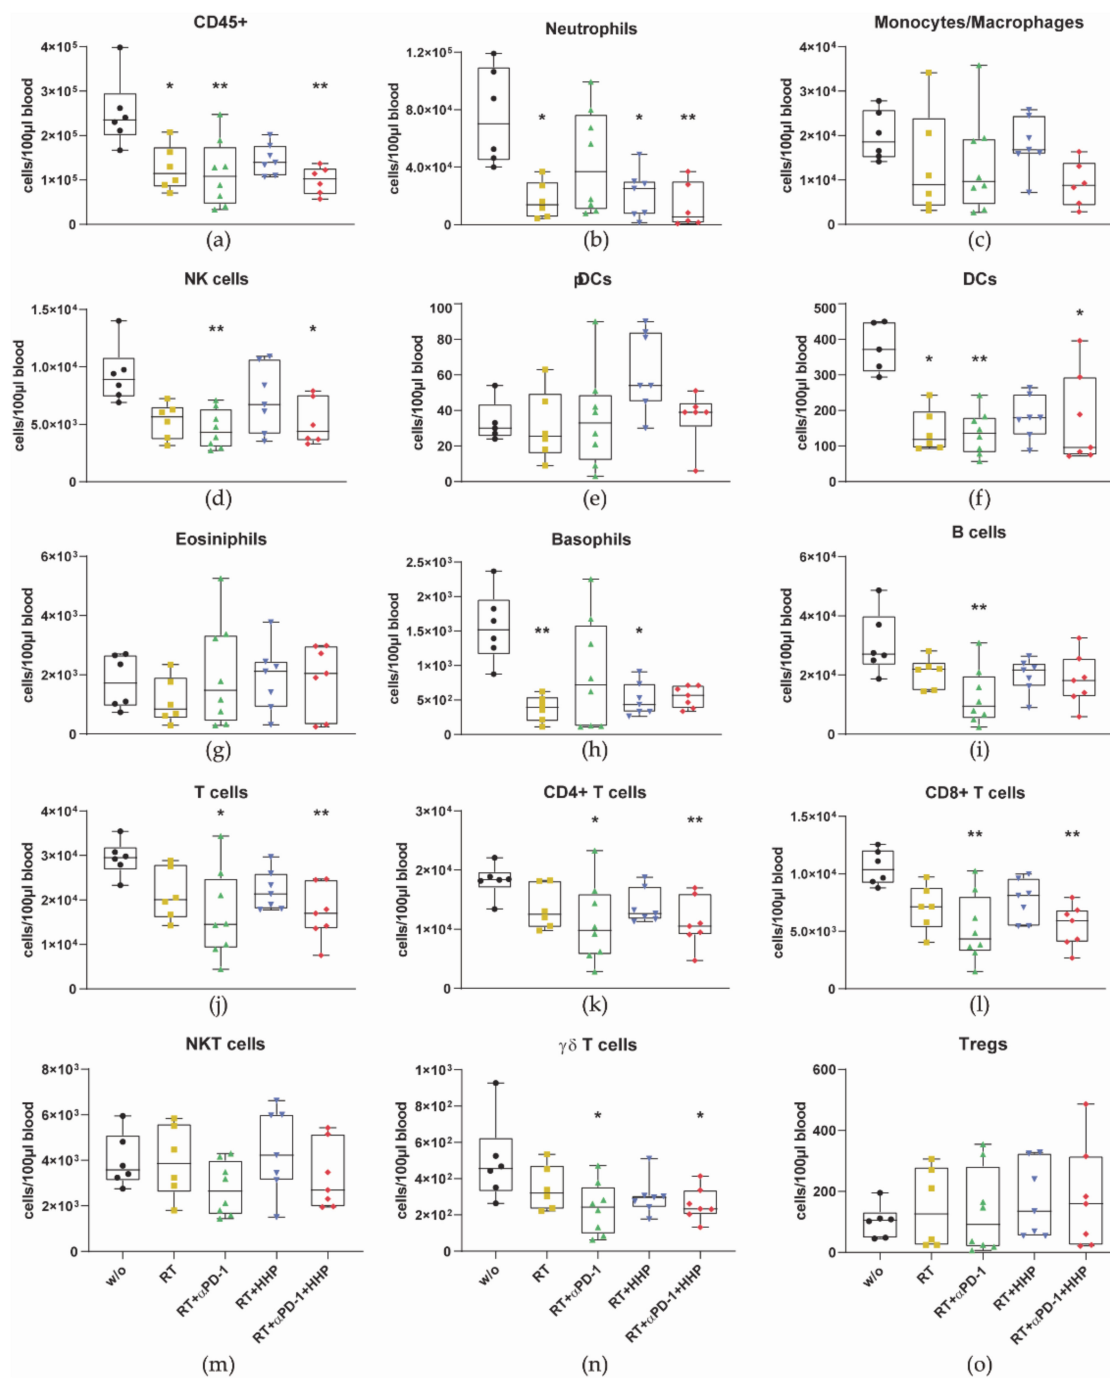 CD45+
Neutrophils
Monocytes/Macrophages
cells/100µl blood
4×10⁵
3×10⁵
2×10⁵
1×10⁵
0
* ** **
(a)
cells/100µl blood
1.2×10⁵
8.0×10⁴
4.0×10⁴
0
* * **
(b)
cells/100µl blood
4×10⁴
3×10⁴
2×10⁴
1×10⁴
0
(c)
NK cells
pDCs
DCs
cells/100µl blood
1.5×10⁴
1.0×10⁴
5.0×10³
0
** *
(d)
cells/100µl blood
100
80
60
40
20
0
(e)
cells/100µl blood
500
400
300
200
100
0
* ** *
(f)
Eosiniphils
Basophils
B cells
cells/100µl blood
6×10³
4×10³
2×10³
0
(g)
cells/100µl blood
2.5×10³
2.0×10³
1.5×10³
1.0×10³
5.0×10²
0
** *
(h)
cells/100µl blood
6×10⁴
4×10⁴
2×10⁴
0
**
(i)
T cells
CD4+ T cells
CD8+ T cells
cells/100µl blood
4×10⁴
3×10⁴
2×10⁴
1×10⁴
0
* **
(j)
cells/100µl blood
3×10⁴
2×10⁴
1×10⁴
0
* **
(k)
cells/100µl blood
1.5×10⁴
1.0×10⁴
5.0×10³
0
** **
(l)
NKT cells
γδ T cells
Tregs
cells/100µl blood
8×10³
6×10³
4×10³
2×10³
0
w/o
RT
RT+αPD-1
RT+HHP
RT+αPD-1+HHP
(m)
cells/100µl blood
1×10³
8×10²
6×10²
4×10²
2×10²
0
* *
w/o
RT
RT+αPD-1
RT+HHP
RT+αPD-1+HHP
(n)
cells/100µl blood
600
400
200
0
w/o
RT
RT+αPD-1
RT+HHP
RT+αPD-1+HHP
(o)